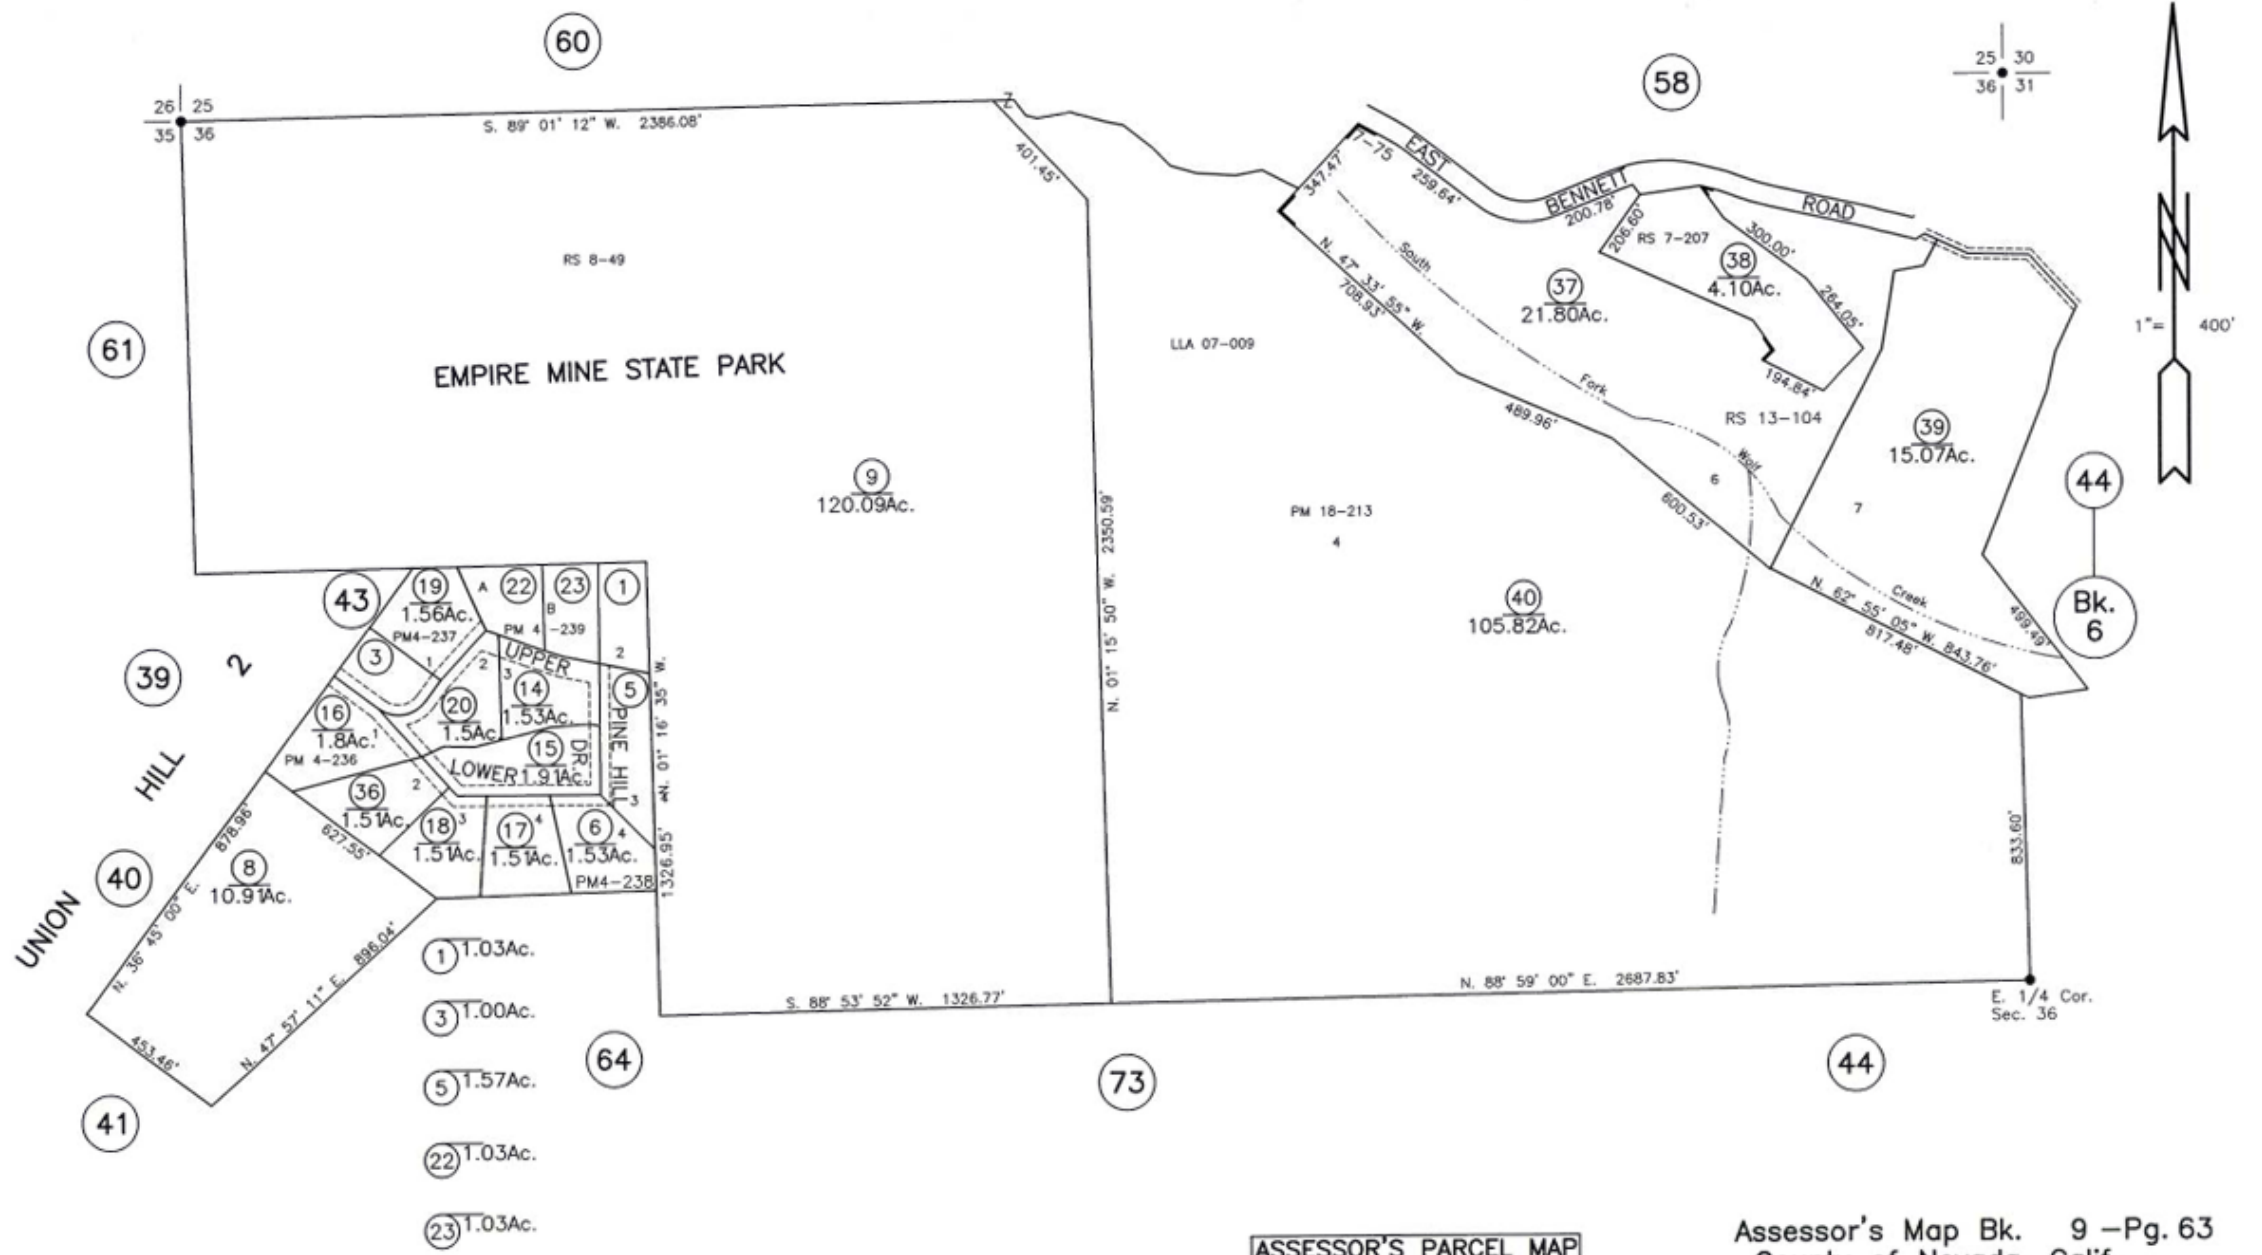 60
58
26 25
35 36
25 30
36 31
S. 89° 01' 12" W. 2386.08'
401.45'
347.47'
7-75
EAST
259.64'
BENNETT
200.78'
ROAD
206.60'
RS 7-207
300.00'
38
4.10Ac.
264.05'
194.84'
RS 8-49
South
N. 47° 33' 55" W.
708.93'
37
21.80Ac.
1"= 400'
61
EMPIRE MINE STATE PARK
LLA 07-009
Fork
489.96'
RS 13-104
39
15.07Ac.
Wolf
6
7
44
9
120.09Ac.
PM 18-213
4
600.53'
N. 01° 15' 50" W. 2350.59'
40
105.82Ac.
Creek
N. 62° 55' 05" W. 843.76'
817.48'
499.49'
Bk.
6
43
19
1.56Ac.
PM4-237
1
A
22
23
B
PM 4-239
1
2
3
39
2
UPPER
2
3
14
1.53Ac.
5
20
1.5Ac.
16
1.8Ac.
1
PM 4-236
15
1.91Ac.
LOWER
DR.
PINE HILL
N. 01° 16' 35" W.
1326.95'
HILL
36
1.51Ac.
2
18
3
1.51Ac.
17
4
1.51Ac.
6
4
1.53Ac.
3
PM4-238
878.96'
627.55'
8
10.91Ac.
40
UNION
N. 36° 45' 00" E.
N. 47° 57' 11" E. 896.04'
453.46'
41
833.60'
S. 88° 53' 52" W. 1326.77'
N. 88° 59' 00" E. 2687.83'
E. 1/4 Cor.
Sec. 36
64
73
44
1 1.03Ac.
3 1.00Ac.
5 1.57Ac.
22 1.03Ac.
23 1.03Ac.
ASSESSOR'S PARCEL MAP
Assessor's Map Bk. 9 -Pg. 63
County of Nevada, Calif.